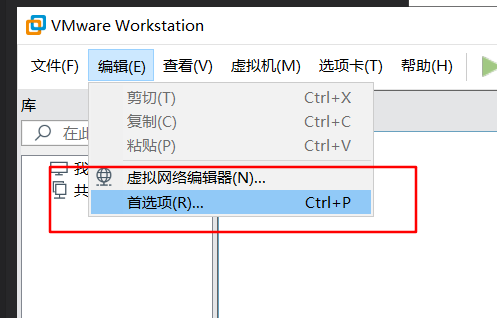 VMware Workstation
文件(F) 编辑(E) 查看(V) 虚拟机(M) 选项卡(T) 帮助(H)
库
剪切(T) Ctrl+X
在此
复制(C) Ctrl+C
粘贴(P) Ctrl+V
我
虚拟网络编辑器(N)...
共
首选项(R)... Ctrl+P